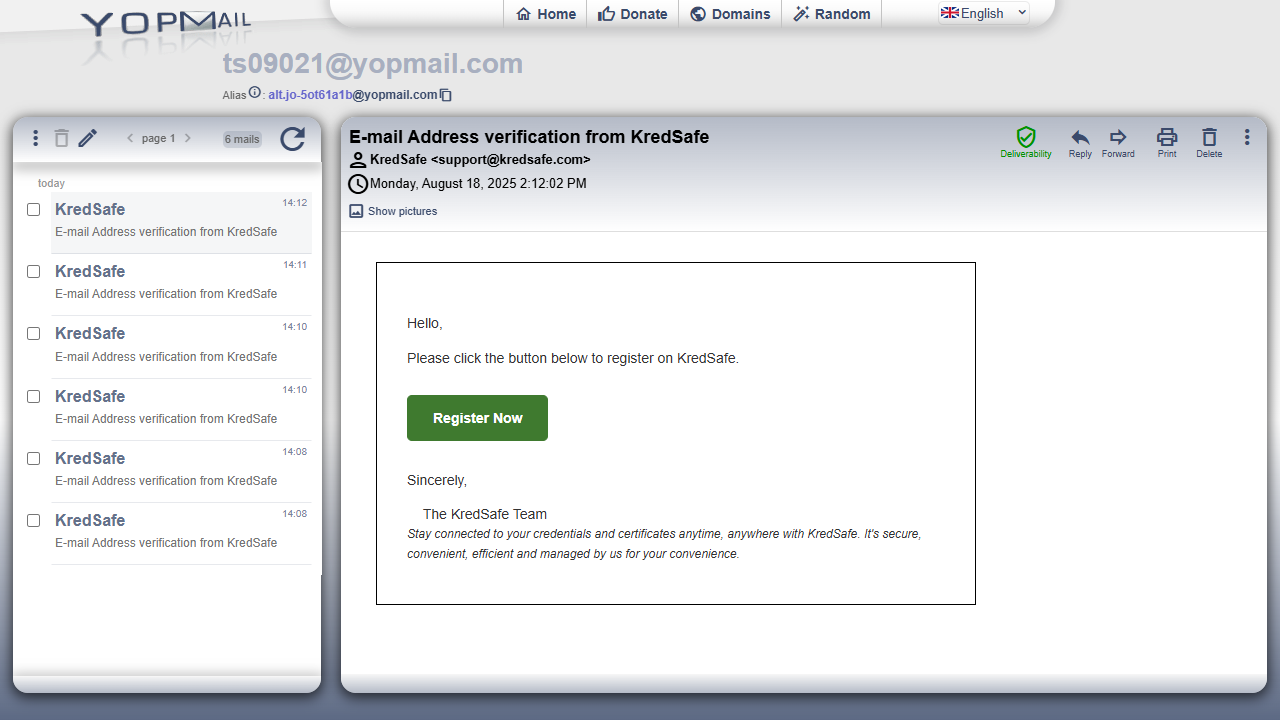 YOPMail
Home
Donate
Domains
Random
English
ts09021@yopmail.com
Alias : alt.jo-5ot61a1b@yopmail.com
page 1
6 mails
today
KredSafe 14:12
E-mail Address verification from KredSafe
KredSafe 14:11
E-mail Address verification from KredSafe
KredSafe 14:10
E-mail Address verification from KredSafe
KredSafe 14:10
E-mail Address verification from KredSafe
KredSafe 14:08
E-mail Address verification from KredSafe
KredSafe 14:08
E-mail Address verification from KredSafe
E-mail Address verification from KredSafe
KredSafe <support@kredsafe.com>
Monday, August 18, 2025 2:12:02 PM
Show pictures
Deliverability
Reply
Forward
Print
Delete
Hello,
Please click the button below to register on KredSafe.
Register Now
Sincerely,
The KredSafe Team
Stay connected to your credentials and certificates anytime, anywhere with KredSafe. It's secure,
convenient, efficient and managed by us for your convenience.